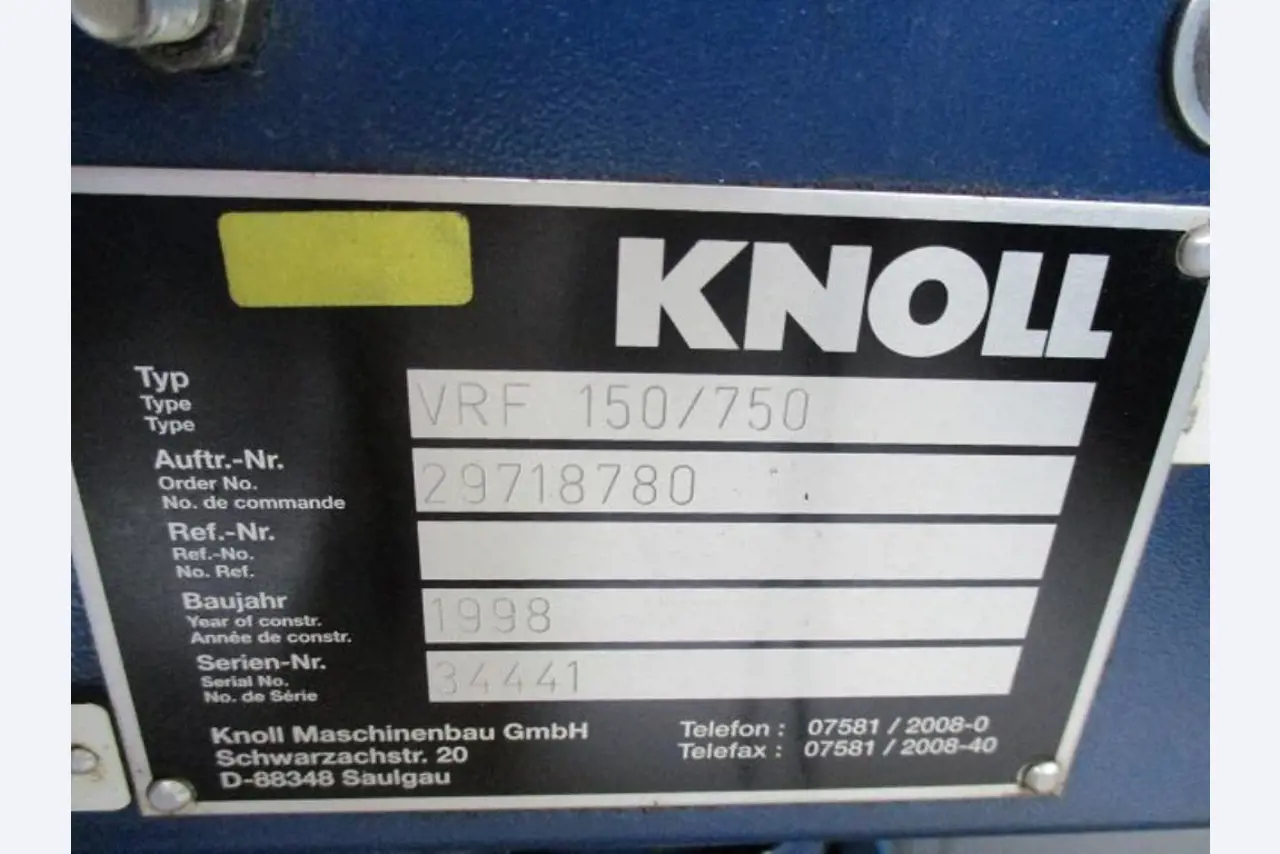 KNOLL
Typ
Type
Type
VRF 150/750
Auftr.-Nr.
Order No.
No. de commande
29718780
Ref.-Nr.
Ref.-No.
No. Ref.
Baujahr
Year of constr.
Année de constr.
1998
Serien-Nr.
Serial No.
No. de Série
34441
Knoll Maschinenbau GmbH
Schwarzachstr. 20
D-88348 Saulgau
Telefon : 07581 / 2008-0
Telefax : 07581 / 2008-40